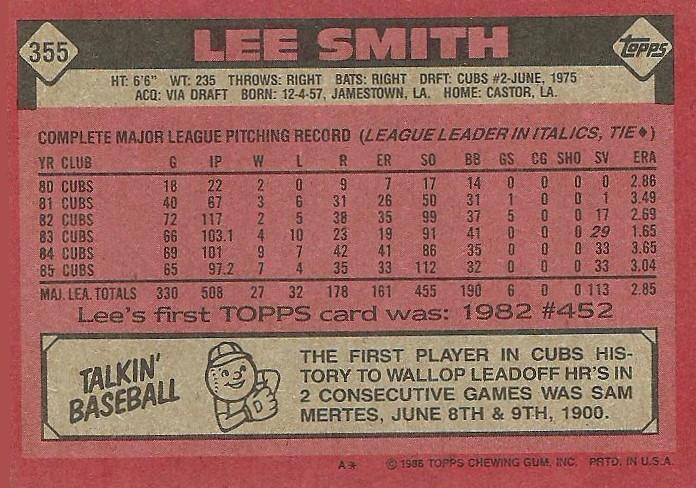 355 LEE SMITH topps
HT: 6'6" WT: 235 THROWS: RIGHT BATS: RIGHT DRFT: CUBS #2-JUNE, 1975
ACQ: VIA DRAFT BORN: 12-4-57, JAMESTOWN, LA. HOME: CASTOR, LA.
COMPLETE MAJOR LEAGUE PITCHING RECORD (LEAGUE LEADER IN ITALICS, TIE♦)
YR CLUB G IP W L R ER SO BB GS CG SHO SV ERA
80 CUBS 18 22 2 0 9 7 17 14 0 0 0 0 2.86
81 CUBS 40 67 3 6 31 26 50 31 1 0 0 1 3.49
82 CUBS 72 117 2 5 38 35 99 37 5 0 0 17 2.69
83 CUBS 66 103.1 4 10 23 19 91 41 0 0 0 29 1.65
84 CUBS 69 101 9 7 42 41 86 35 0 0 0 33 3.65
85 CUBS 65 97.2 7 4 35 33 112 32 0 0 0 33 3.04
MAJ. LEA. TOTALS 330 508 27 32 178 161 455 190 6 0 0 113 2.85
Lee's first TOPPS card was: 1982 #452
TALKIN'
BASEBALL
THE FIRST PLAYER IN CUBS HIS-
TORY TO WALLOP LEADOFF HR'S IN
2 CONSECUTIVE GAMES WAS SAM
MERTES, JUNE 8TH & 9TH, 1900.
A* © 1986 TOPPS CHEWING GUM, INC. PRTD. IN U.S.A.